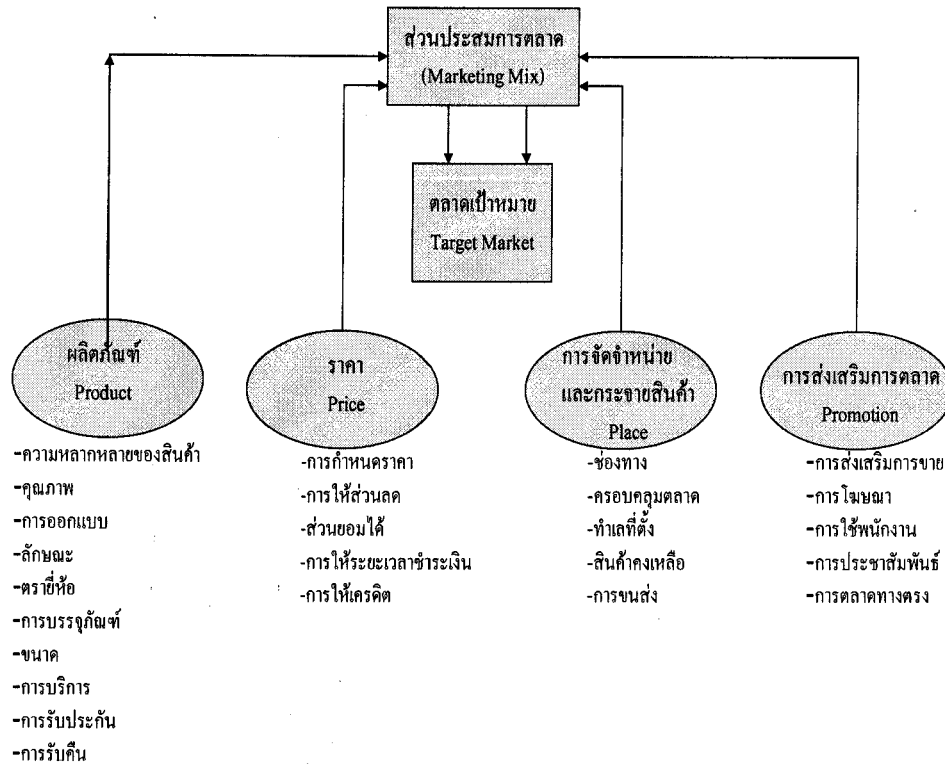 ส่วนประสมการตลาด
(Marketing Mix)
ตลาดเป้าหมาย
Target Market
ผลิตภัณฑ์
Product
-ความหลากหลายของสินค้า
-คุณภาพ
-การออกแบบ
-ลักษณะ
-ตรายี่ห้อ
-การบรรจุภัณฑ์
-ขนาด
-การบริการ
-การรับประกัน
-การรับคืน
ราคา
Price
-การกำหนดราคา
-การให้ส่วนลด
-ส่วนยอมได้
-การให้ระยะเวลาชำระเงิน
-การให้เครดิต
การจัดจำหน่าย
และกระจายสินค้า
Place
-ช่องทาง
-ครอบคลุมตลาด
-ทำเลที่ตั้ง
-สินค้าคงเหลือ
-การขนส่ง
การส่งเสริมการตลาด
Promotion
-การส่งเสริมการขาย
-การโฆษณา
-การใช้พนักงาน
-การประชาสัมพันธ์
-การตลาดทางตรง